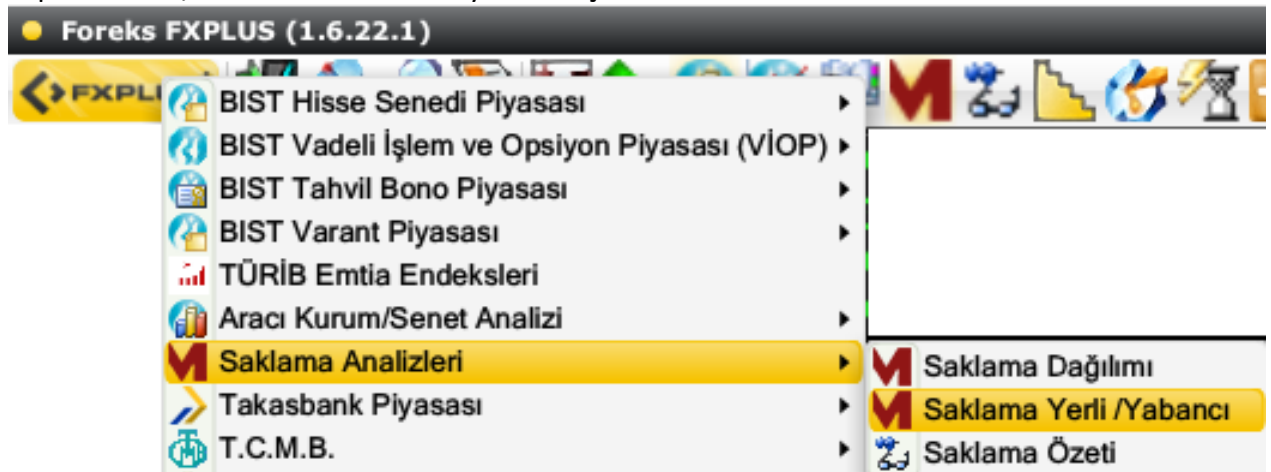 Foreks FXPLUS (1.6.22.1)
BIST Hisse Senedi Piyasası
BIST Vadeli İşlem ve Opsiyon Piyasası (VİOP)
BIST Tahvil Bono Piyasası
BIST Varant Piyasası
TÜRİB Emtia Endeksleri
Aracı Kurum/Senet Analizi
Saklama Analizleri
Saklama Dağılımı
Takasbank Piyasası
Saklama Yerli /Yabancı
T.C.M.B.
Saklama Özeti